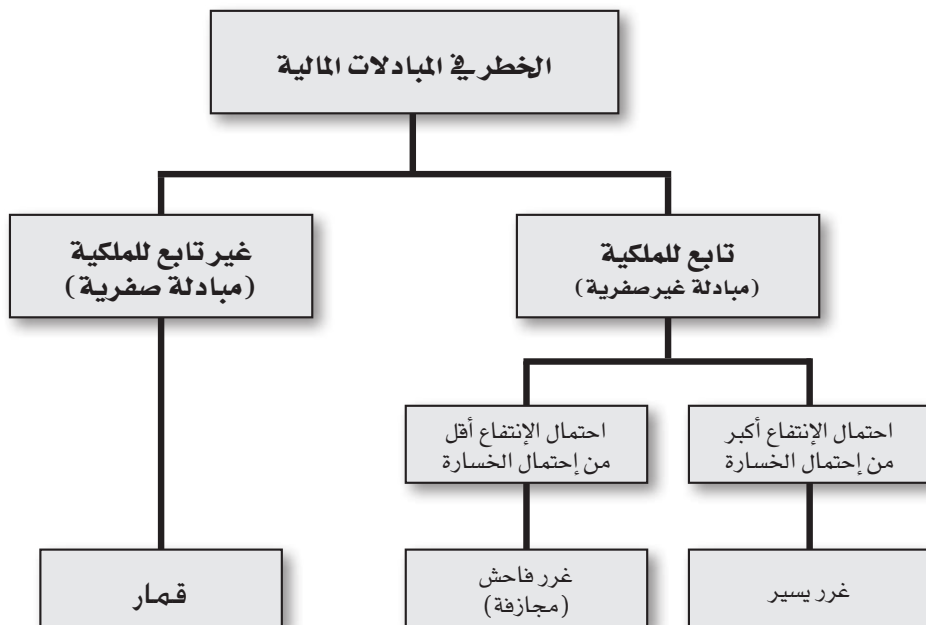 الخطر في المبادلات المالية
تابع للملكية
(مبادلة غير صفرية)
غير تابع للملكية
(مبادلة صفرية)
احتمال الإنتفاع أكبر
من إحتمال الخسارة
احتمال الإنتفاع أقل
من إحتمال الخسارة
غرر يسير
غرر فاحش
(مجازفة)
قمار